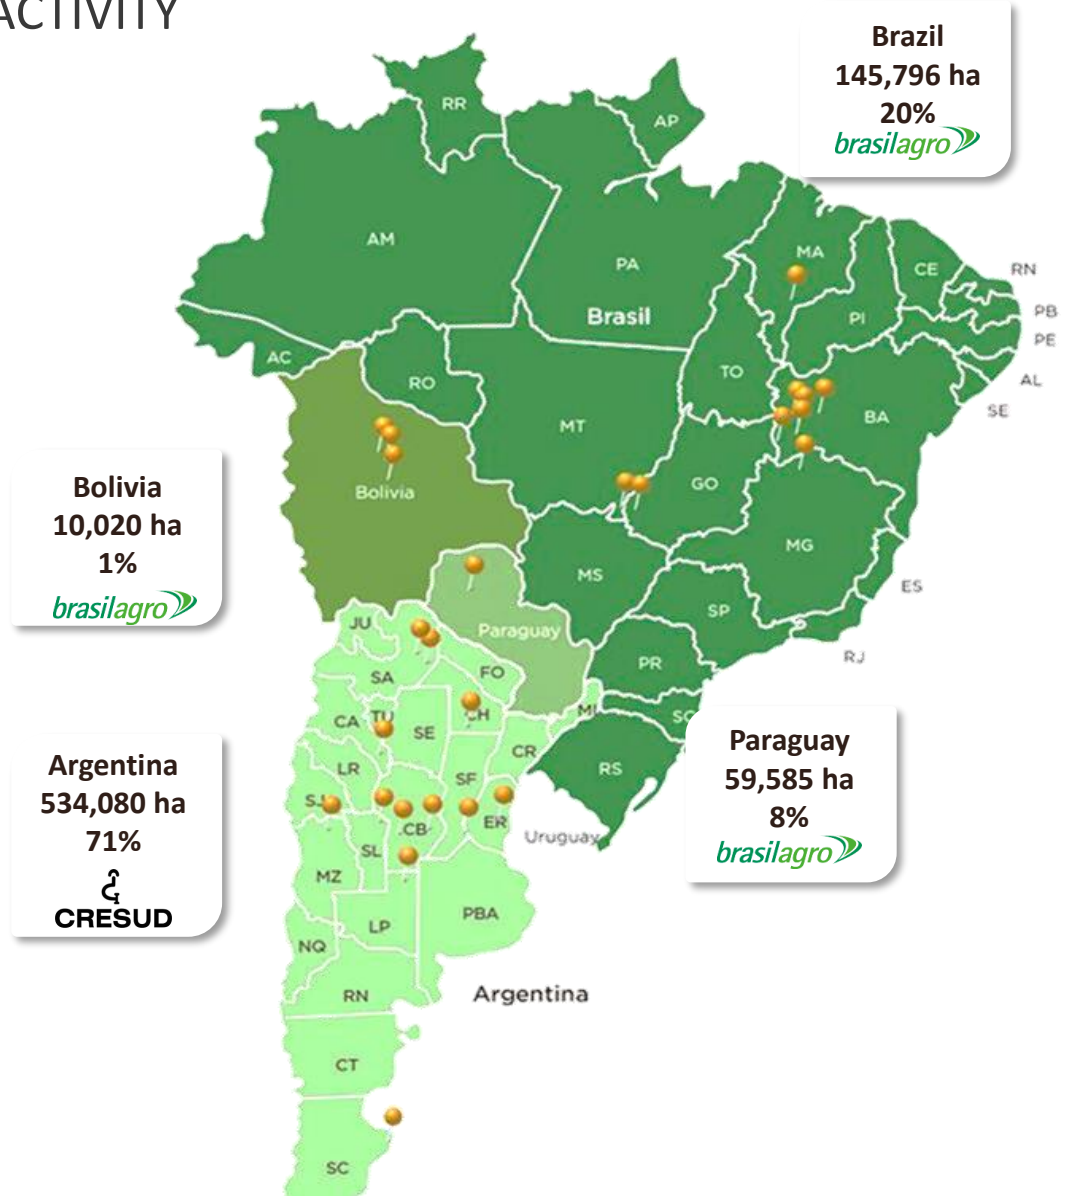 ACTIVITY
Brazil
145,796 ha
20%
brasilagro
RR
AP
AM
PA
MA
CE
RN
Brasil
PI
PB
PE
AC
RO
TO
AL
SE
MT
BA
GO
Bolivia
Bolivia
10,020 ha
1%
brasilagro
MG
MS
ES
SP
RJ
JU
Paraguay
PR
SA
FO
MI
SC
CA
TU
CH
SE
CR
Paraguay
59,585 ha
8%
brasilagro
LR
SF
RS
Argentina
534,080 ha
71%
CRESUD
SJ
CB
ER
Uruguay
SL
MZ
PBA
LP
NQ
RN
Argentina
CT
SC